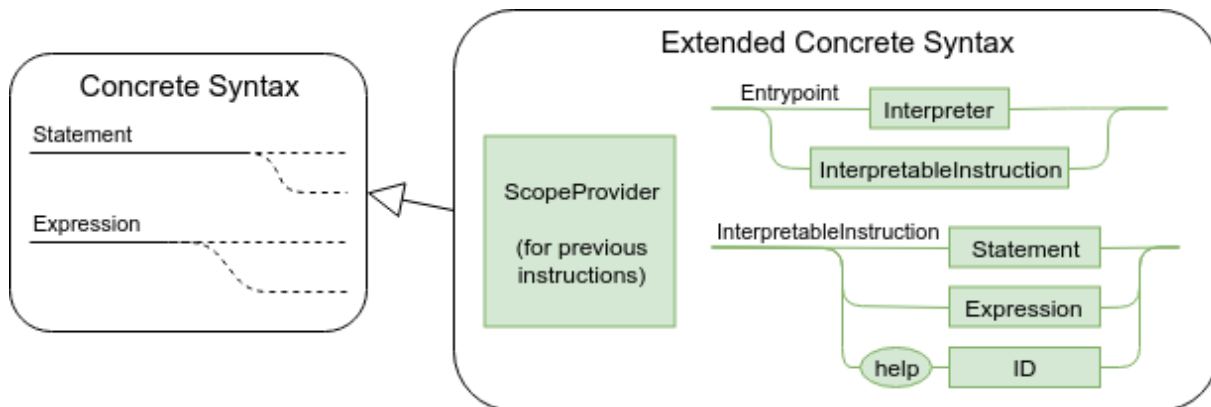 Concrete Syntax
Statement
Expression
Extended Concrete Syntax
ScopeProvider
(for previous
instructions)
Entrypoint
Interpreter
InterpretableInstruction
InterpretableInstruction
Statement
Expression
help
ID